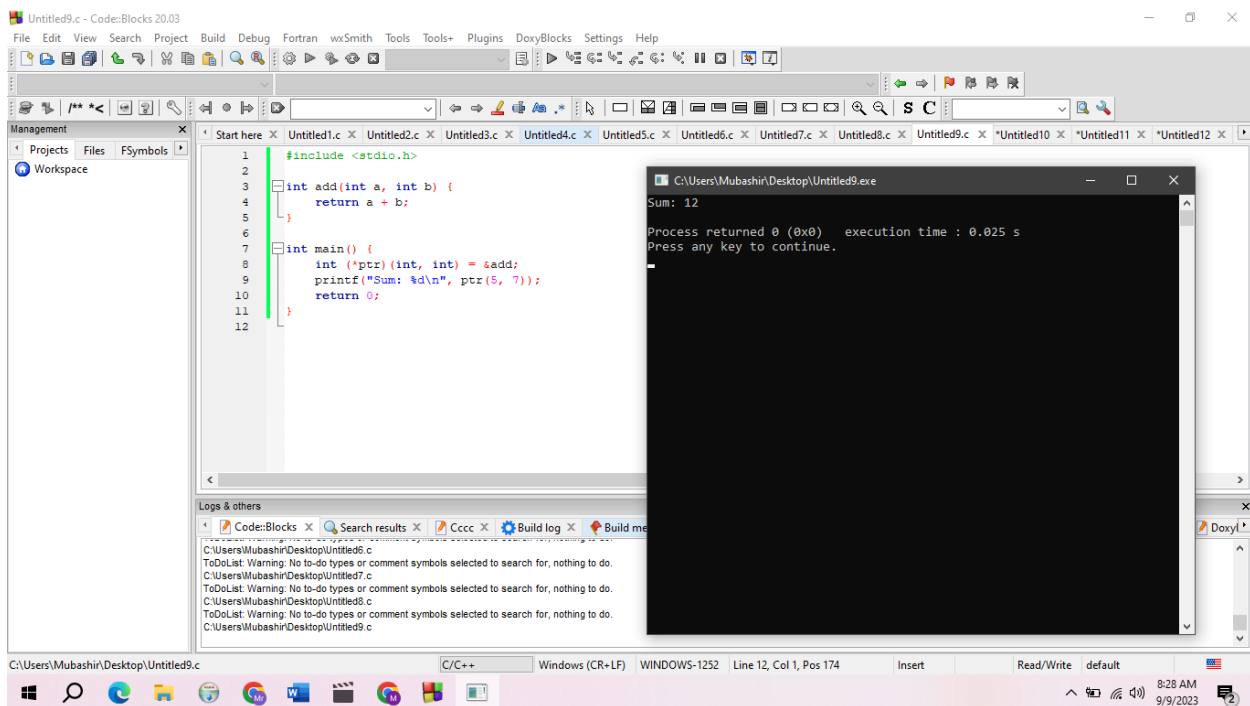 Untitled9.c - Code::Blocks 20.03
File Edit View Search Project Build Debug Fortran wxSmith Tools Tools+ Plugins DoxyBlocks Settings Help
/** *<
.*
S C
Management
Projects Files FSymbols
Workspace
Start here Untitled1.c Untitled2.c Untitled3.c Untitled4.c Untitled5.c Untitled6.c Untitled7.c Untitled8.c Untitled9.c *Untitled10 *Untitled11 *Untitled12
1 #include <stdio.h>
2
3 int add(int a, int b) {
4 return a + b;
5 }
6
7 int main() {
8 int (*ptr)(int, int) = &add;
9 printf("Sum: %d\n", ptr(5, 7));
10 return 0;
11 }
12
C:\Users\Mubashir\Desktop\Untitled9.exe
Sum: 12
Process returned 0 (0x0) execution time : 0.025 s
Press any key to continue.
Logs & others
Code::Blocks Search results Cccc Build log Build me
Doxyl
C:\Users\Mubashir\Desktop\Untitled6.c
ToDoList: Warning: No to-do types or comment symbols selected to search for, nothing to do.
C:\Users\Mubashir\Desktop\Untitled7.c
ToDoList: Warning: No to-do types or comment symbols selected to search for, nothing to do.
C:\Users\Mubashir\Desktop\Untitled8.c
ToDoList: Warning: No to-do types or comment symbols selected to search for, nothing to do.
C:\Users\Mubashir\Desktop\Untitled9.c
C:\Users\Mubashir\Desktop\Untitled9.c C/C++ Windows (CR+LF) WINDOWS-1252 Line 12, Col 1, Pos 174 Insert Read/Write default
8:28 AM
9/9/2023
2